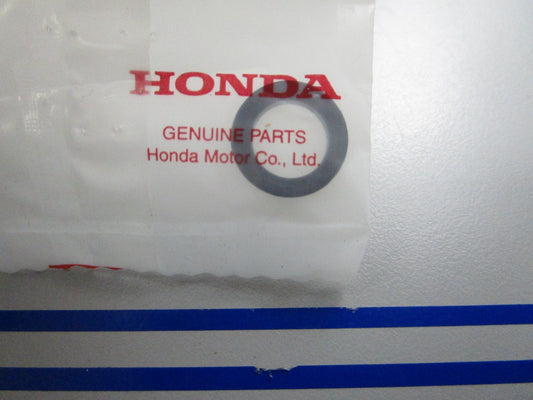 HONDA
GENUINE PARTS
Honda Motor Co., Ltd.